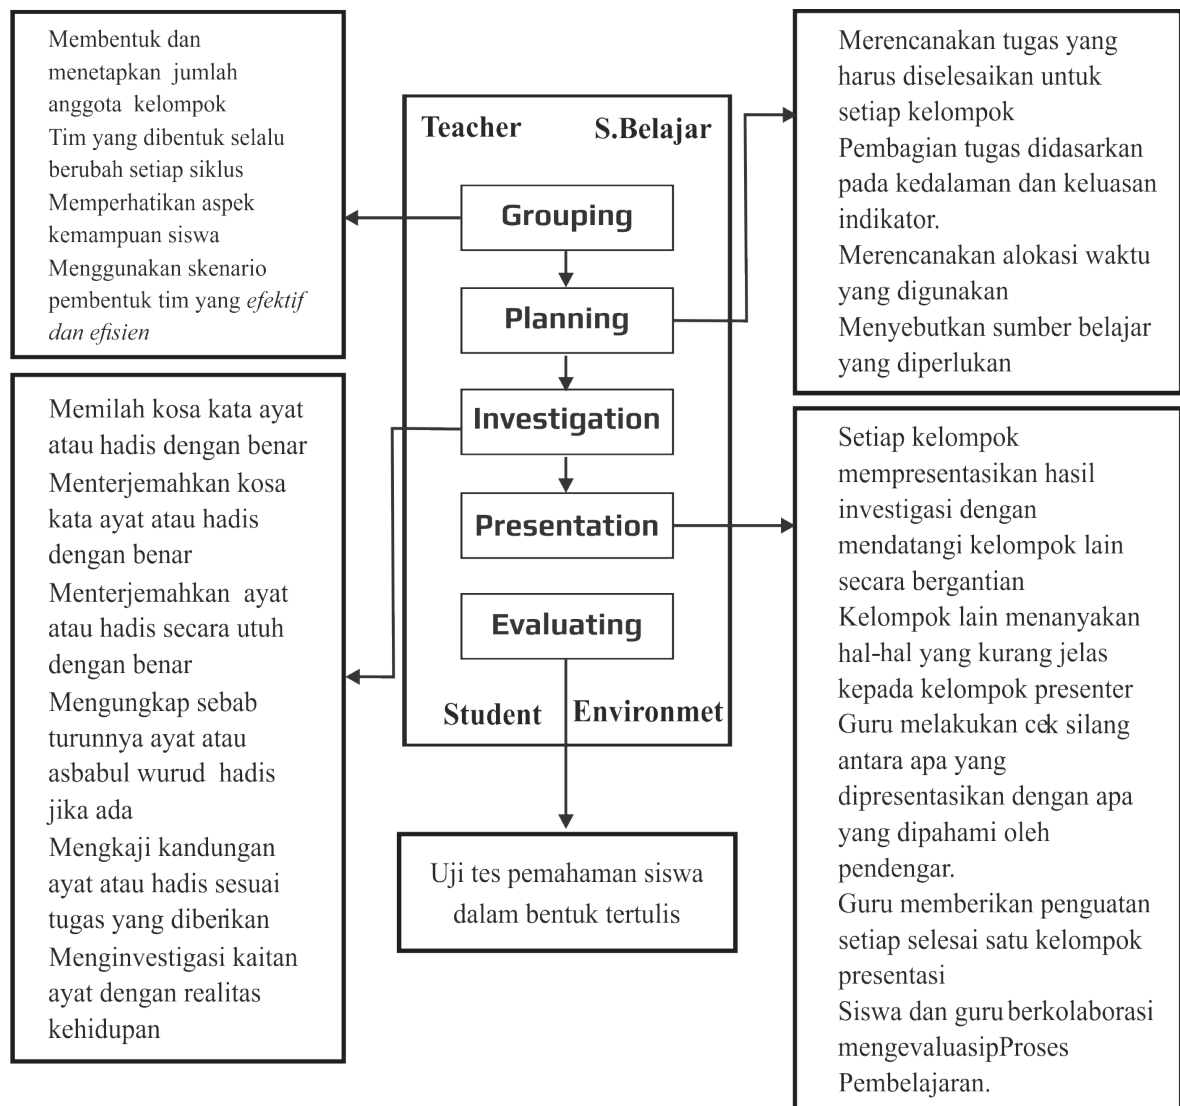 Membentuk dan
menetapkan jumlah
anggota kelompok
Tim yang dibentuk selalu
berubah setiap siklus
Memperhatikan aspek
kemampuan siswa
Menggunakan skenario
pembentuk tim yang efektif
dan efisien
Memilah kosa kata ayat
atau hadis dengan benar
Menterjemahkan kosa
kata ayat atau hadis
dengan benar
Menterjemahkan ayat
atau hadis secara utuh
dengan benar
Mengungkap sebab
turunnya ayat atau
asbabul wurud hadis
jika ada
Mengkaji kandungan
ayat atau hadis sesuai
tugas yang diberikan
Menginvestigasi kaitan
ayat dengan realitas
kehidupan
Teacher S.Belajar
Grouping
Planning
Investigation
Presentation
Evaluating
Student Environmet
Uji tes pemahaman siswa
dalam bentuk tertulis
Merencanakan tugas yang
harus diselesaikan untuk
setiap kelompok
Pembagian tugas didasarkan
pada kedalaman dan keluasan
indikator.
Merencanakan alokasi waktu
yang digunakan
Menyebutkan sumber belajar
yang diperlukan
Setiap kelompok
mempresentasikan hasil
investigasi dengan
mendatangi kelompok lain
secara bergantian
Kelompok lain menanyakan
hal-hal yang kurang jelas
kepada kelompok presenter
Guru melakukan cek silang
antara apa yang
dipresentasikan dengan apa
yang dipahami oleh
pendengar.
Guru memberikan penguatan
setiap selesai satu kelompok
presentasi
Siswa dan guru berkolaborasi
mengevaluasipProses
Pembelajaran.